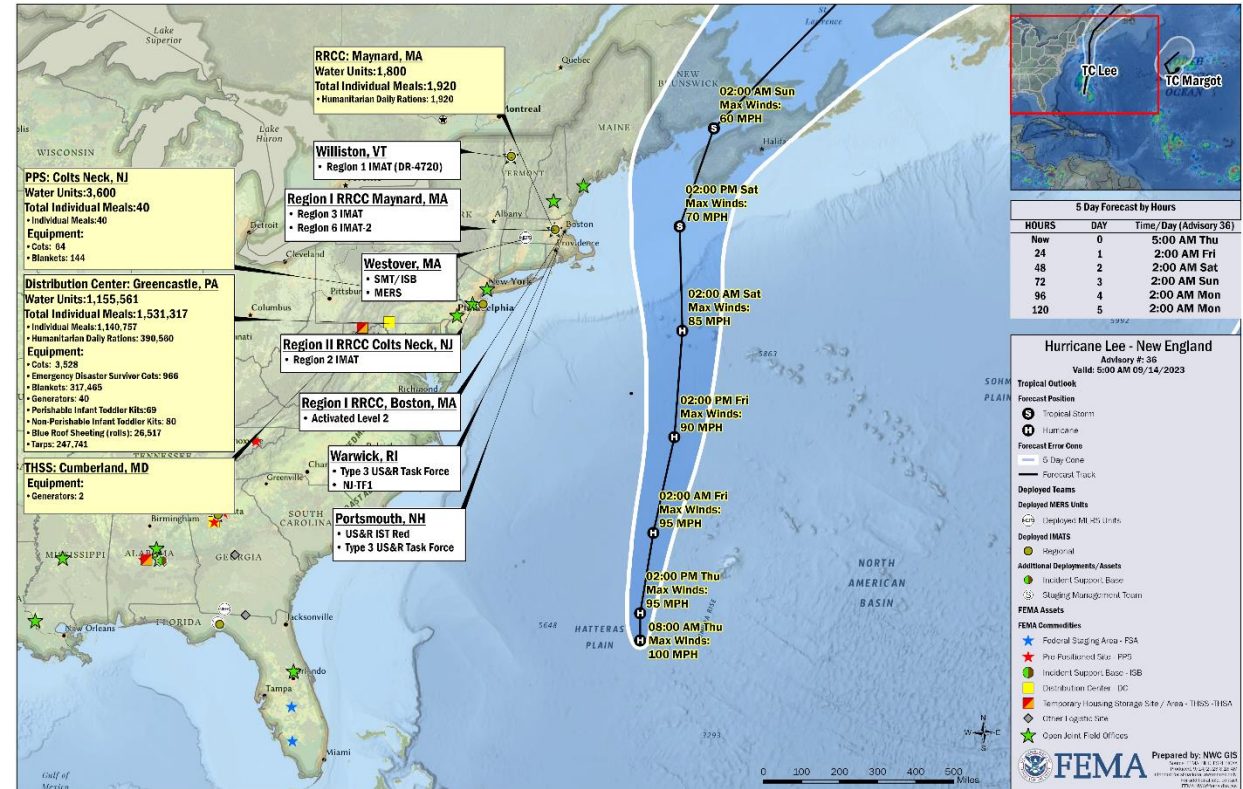 Lake
Superior
St
Lawrence
Quebec
NEW
BRUNSWICK
MAINE
Montreal
Halifax
Lake
Huron
WISCONSIN
VERMONT
Albany
Boston
Providence
Detroit
Cleveland
New York
Pittsburgh
Philadelphia
Columbus
Richmond
TENNESSEE
Greenville
SOUTH
CAROLINA
Birmingham
MISSISSIPPI
ALABAMA
GEORGIA
FLORIDA
Jacksonville
New Orleans
Orlando
Tampa
Miami
Gulf of
Mexico
HATTERAS
PLAIN
NORTH
AMERICAN
BASIN
SOHM
PLAIN
5648
5863
5992
3293
RRCC: Maynard, MA
Water Units:1,800
Total Individual Meals:1,920
• Humanitarian Daily Rations: 1,920
Williston, VT
• Region 1 IMAT (DR-4720)
PPS: Colts Neck, NJ
Water Units:3,600
Total Individual Meals:40
• Individual Meals:40
Equipment:
• Cots: 64
• Blankets: 144
Region I RRCC Maynard, MA
• Region 3 IMAT
• Region 6 IMAT-2
Westover, MA
• SMT/ISB
• MERS
Distribution Center: Greencastle, PA
Water Units:1,155,561
Total Individual Meals:1,531,317
• Individual Meals:1,140,757
• Humanitarian Daily Rations: 390,560
Equipment:
• Cots: 3,528
• Emergency Disaster Survivor Cots: 966
• Blankets: 317,465
• Generators: 40
• Perishable Infant Toddler Kits:69
• Non-Perishable Infant Toddler Kits: 80
• Blue Roof Sheeting (rolls): 26,517
• Tarps: 247,741
Region II RRCC Colts Neck, NJ
• Region 2 IMAT
Region I RRCC, Boston, MA
• Activated Level 2
Warwick, RI
• Type 3 US&R Task Force
• NJ-TF1
THSS: Cumberland, MD
Equipment:
• Generators: 2
Portsmouth, NH
• US&R IST Red
• Type 3 US&R Task Force
02:00 AM Sun
Max Winds:
60 MPH
S
02:00 PM Sat
Max Winds:
70 MPH
S
02:00 AM Sat
Max Winds:
85 MPH
H
02:00 PM Fri
Max Winds:
90 MPH
H
02:00 AM Fri
Max Winds:
95 MPH
H
02:00 PM Thu
Max Winds:
95 MPH
H
08:00 AM Thu
Max Winds:
100 MPH
H
N
W E
S
0 100 200 300 400 500
Miles
TC Lee
TC Margot
OCEAN
5 Day Forecast by Hours
HOURS DAY Time/Day (Advisory 36)
Now 0 5:00 AM Thu
24 1 2:00 AM Fri
48 2 2:00 AM Sat
72 3 2:00 AM Sun
96 4 2:00 AM Mon
120 5 2:00 AM Mon
Hurricane Lee - New England
Advisory #: 36
Valid: 5:00 AM 09/14/2023
Tropical Outlook
Forecast Position
S Tropical Storm
H Hurricane
Forecast Error Cone
5 Day Cone
Forecast Track
Deployed Teams
Deployed MERS Units
MERS Deployed MERS Units
Deployed IMATS
Regional
Additional Deployments/Assets
Incident Support Base
S Staging Management Team
FEMA Assets
FEMA Commodities
Federal Staging Area - FSA
Pre-Positioned Site - PPS
Incident Support Base - ISB
Distribution Center - DC
Temporary Housing Storage Site / Area - THSS -THSA
Other Logistic Site
Open Joint Field Offices
FEMA
Prepared by: NWC GIS